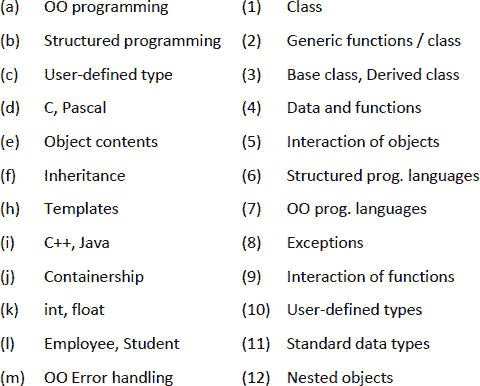 (a) OO programming (1) Class
(b) Structured programming (2) Generic functions / class
(c) User-defined type (3) Base class, Derived class
(d) C, Pascal (4) Data and functions
(e) Object contents (5) Interaction of objects
(f) Inheritance (6) Structured prog. languages
(h) Templates (7) OO prog. languages
(i) C++, Java (8) Exceptions
(j) Containership (9) Interaction of functions
(k) int, float (10) User-defined types
(l) Employee, Student (11) Standard data types
(m) OO Error handling (12) Nested objects